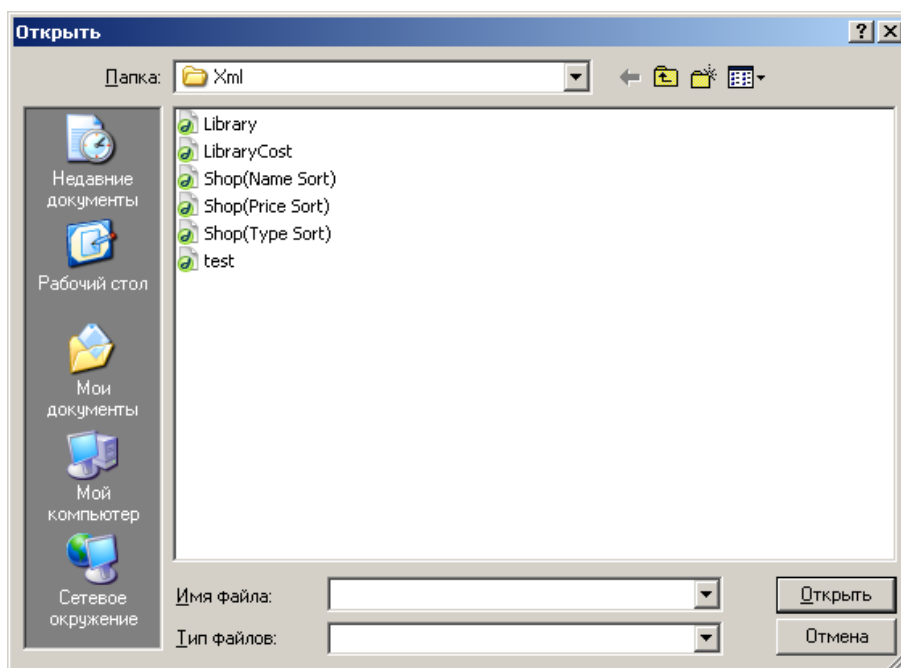 Открыть
Папка: Xml
Недавние
документы
Рабочий стол
Мои
документы
Мой
компьютер
Сетевое
окружение
Library
LibraryCost
Shop(Name Sort)
Shop(Price Sort)
Shop(Type Sort)
test
Имя файла:
Открыть
Тип файлов:
Отмена